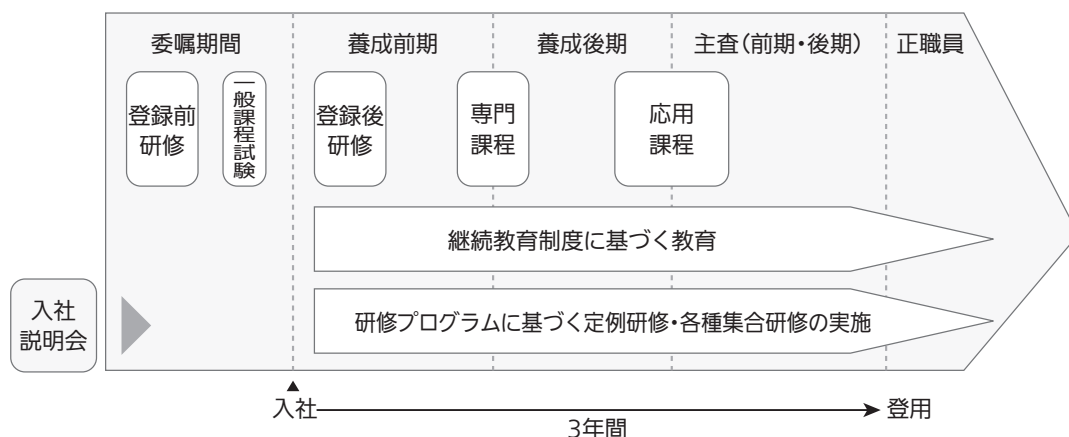 委嘱期間
養成前期
養成後期
主査(前期・後期)
正職員
登録前
研修
一般課程試験
登録後
研修
専門
課程
応用
課程
継続教育制度に基づく教育
入社
説明会
研修プログラムに基づく定例研修・各種集合研修の実施
入社
3年間
登用